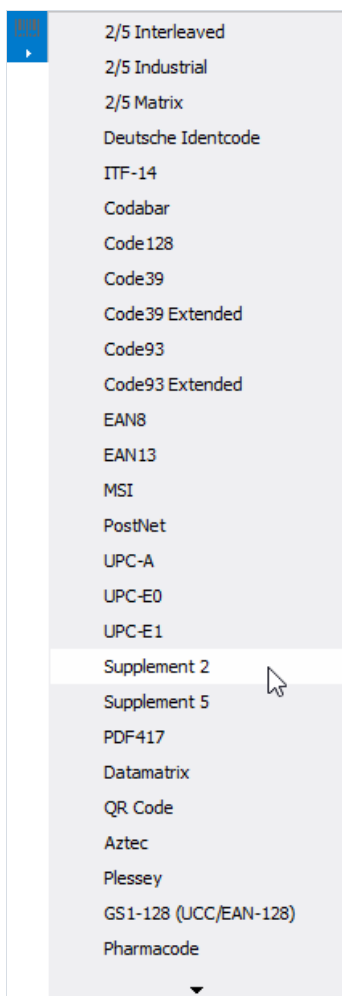 2/5 Interleaved
2/5 Industrial
2/5 Matrix
Deutsche Identcode
ITF-14
Codabar
Code128
Code39
Code39 Extended
Code93
Code93 Extended
EAN8
EAN13
MSI
PostNet
UPC-A
UPC-E0
UPC-E1
Supplement 2
Supplement 5
PDF417
Datamatrix
QR Code
Aztec
Plessey
GS1-128 (UCC/EAN-128)
Pharmacode